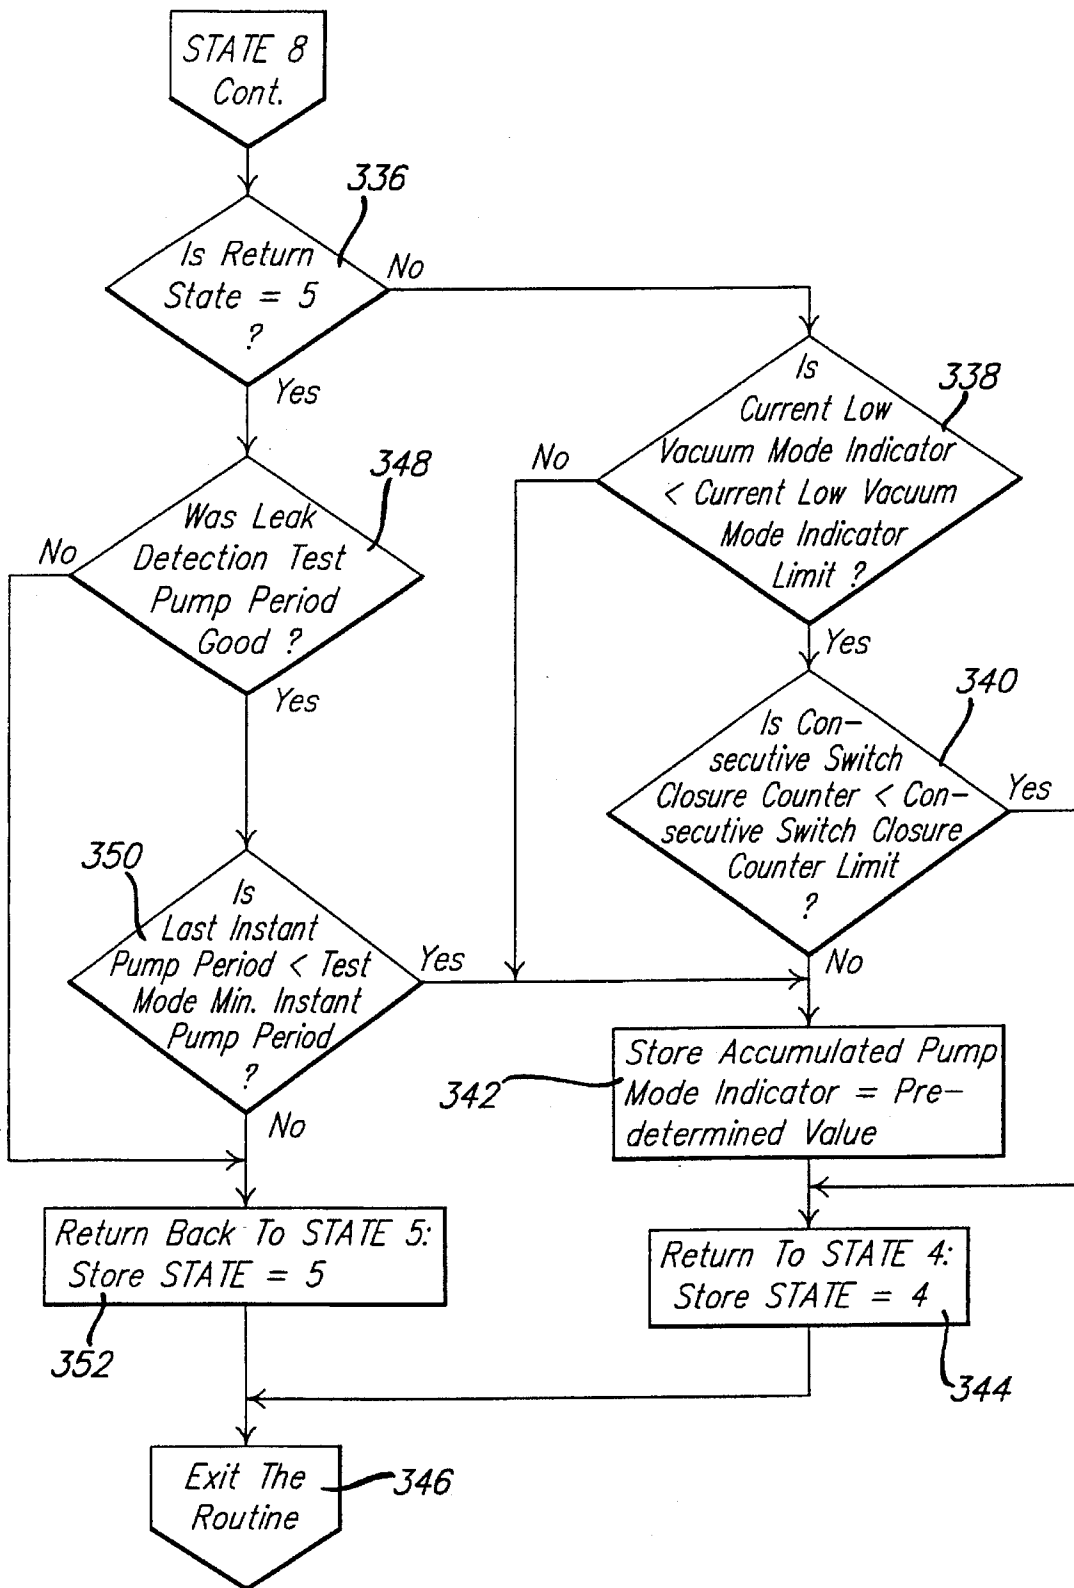 STATE 8
Cont.
336
Is Return
State = 5
?
No
Yes
338
Is
Current Low
Vacuum Mode Indicator
< Current Low Vacuum
Mode Indicator
Limit ?
No
Yes
348
Was Leak
Detection Test
Pump Period
Good ?
No
Yes
340
Is Con-
secutive Switch
Closure Counter < Con-
secutive Switch Closure
Counter Limit
?
Yes
No
350
Is
Last Instant
Pump Period < Test
Mode Min. Instant
Pump Period
?
Yes
No
342
Store Accumulated Pump
Mode Indicator = Pre-
determined Value
Return Back To STATE 5:
Store STATE = 5
352
Return To STATE 4:
Store STATE = 4
344
Exit The
Routine
346